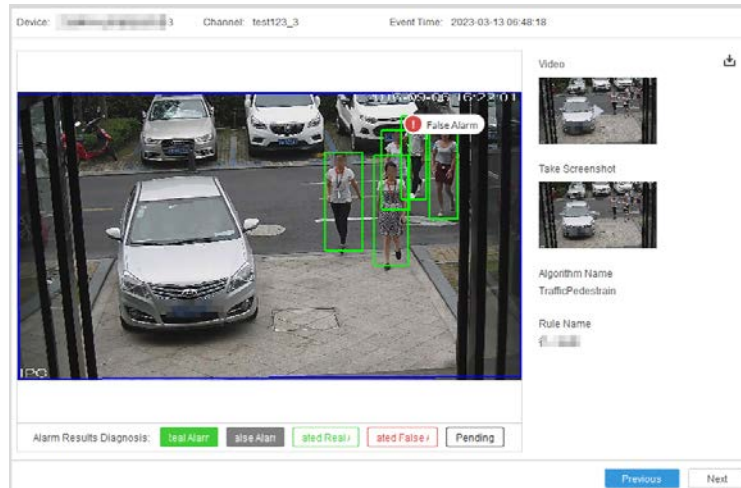 Device: 3 Channel: test123_3 Event Time: 2023-03-13 06:48:18
Video
False Alarm
Take Screenshot
Algorithm Name
TrafficPedestrain
Rule Name
IPC
Alarm Results Diagnosis: teal Alarr alse Alarr ated Real ated False Pending
Previous Next